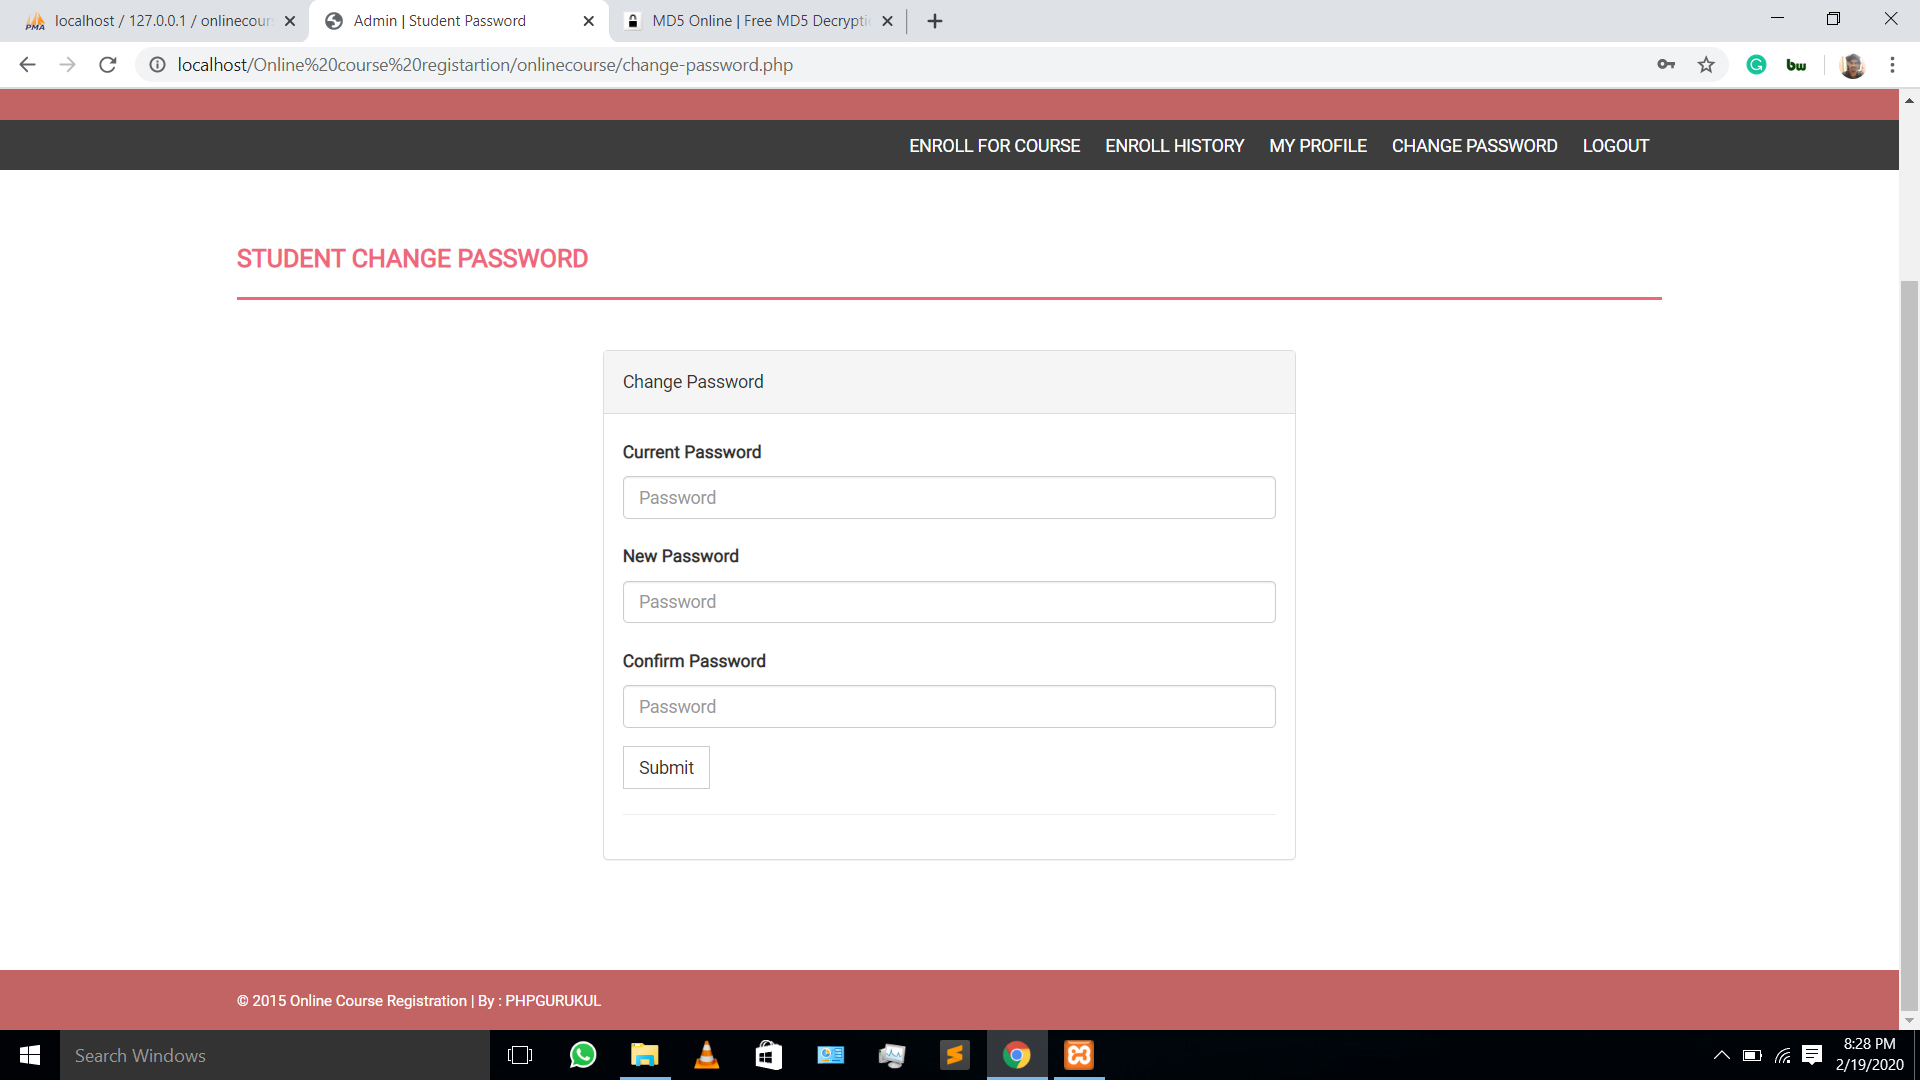 localhost / 127.0.0.1 / onlinecour
Admin | Student Password
MD5 Online | Free MD5 Decrypti
localhost/Online%20course%20registartion/onlinecourse/change-password.php
ENROLL FOR COURSE ENROLL HISTORY MY PROFILE CHANGE PASSWORD LOGOUT
STUDENT CHANGE PASSWORD
Change Password
Current Password
Password
New Password
Password
Confirm Password
Password
Submit
© 2015 Online Course Registration | By : PHPGURUKUL
Search Windows
8:28 PM
2/19/2020